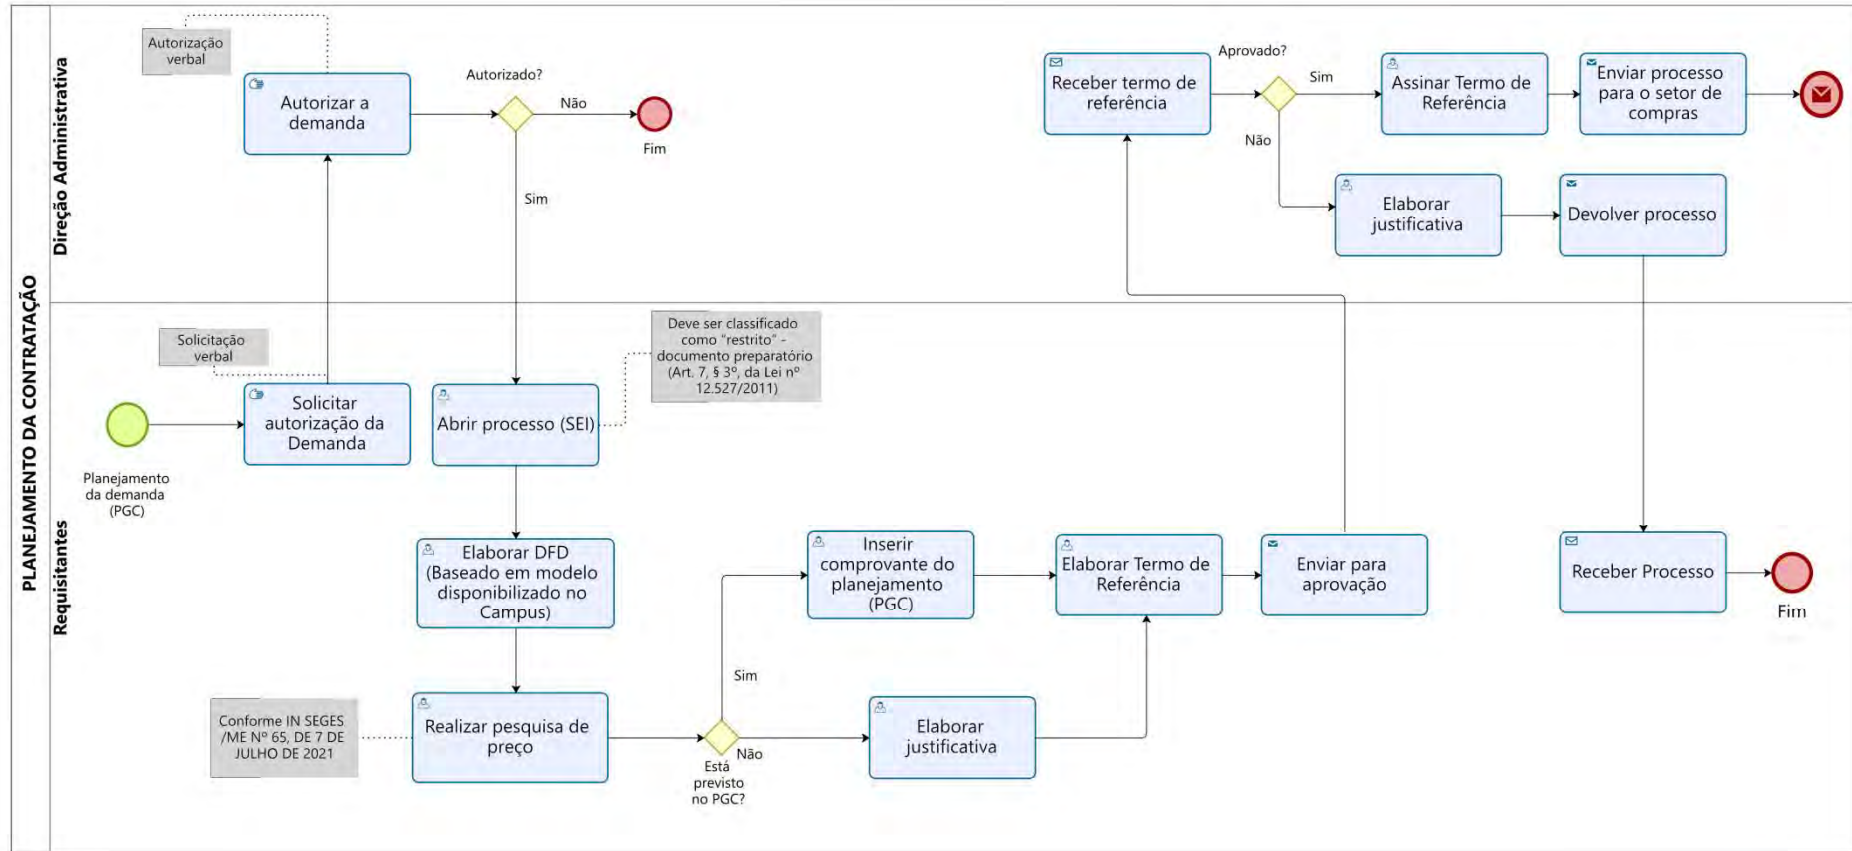 PLANEJAMENTO DA CONTRATAÇÃO
Direção Administrativa
Autorização
verbal
Autorizar a
demanda
Autorizado?
Não
Fim
Sim
Receber termo de
referência
Aprovado?
Sim
Não
Assinar Termo de
Referência
Enviar processo
para o setor de
compras
Elaborar
justificativa
Devolver processo
Requisitantes
Planejamento
da demanda
(PGC)
Solicitação
verbal
Solicitar
autorização da
Demanda
Abrir processo (SEI)
Deve ser classificado
como "restrito" -
documento preparatório
(Art. 7, § 3º, da Lei nº
12.527/2011)
Elaborar DFD
(Baseado em modelo
disponibilizado no
Campus)
Conforme IN SEGES
/ME Nº 65, DE 7 DE
JULHO DE 2021
Realizar pesquisa de
preço
Está
previsto
no PGC?
Sim
Não
Inserir
comprovante do
planejamento
(PGC)
Elaborar
justificativa
Elaborar Termo de
Referência
Enviar para
aprovação
Receber Processo
Fim